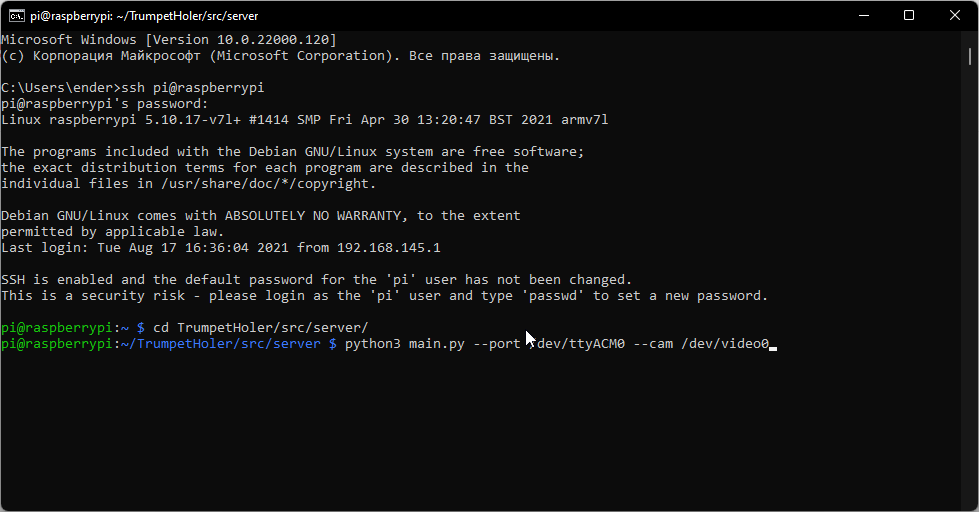 pi@raspberrypi: ~/TrumpetHoler/src/server
Microsoft Windows [Version 10.0.22000.120]
(c) Корпорация Майкрософт (Microsoft Corporation). Все права защищены.
C:\Users\ender>ssh pi@raspberrypi
pi@raspberrypi's password:
Linux raspberrypi 5.10.17-v7l+ #1414 SMP Fri Apr 30 13:20:47 BST 2021 armv7l
The programs included with the Debian GNU/Linux system are free software;
the exact distribution terms for each program are described in the
individual files in /usr/share/doc/*/copyright.
Debian GNU/Linux comes with ABSOLUTELY NO WARRANTY, to the extent
permitted by applicable law.
Last login: Tue Aug 17 16:36:04 2021 from 192.168.145.1
SSH is enabled and the default password for the 'pi' user has not been changed.
This is a security risk - please login as the 'pi' user and type 'passwd' to set a new password.
pi@raspberrypi:~ $ cd TrumpetHoler/src/server/
pi@raspberrypi:~/TrumpetHoler/src/server $ python3 main.py --port /dev/ttyACM0 --cam /dev/video0